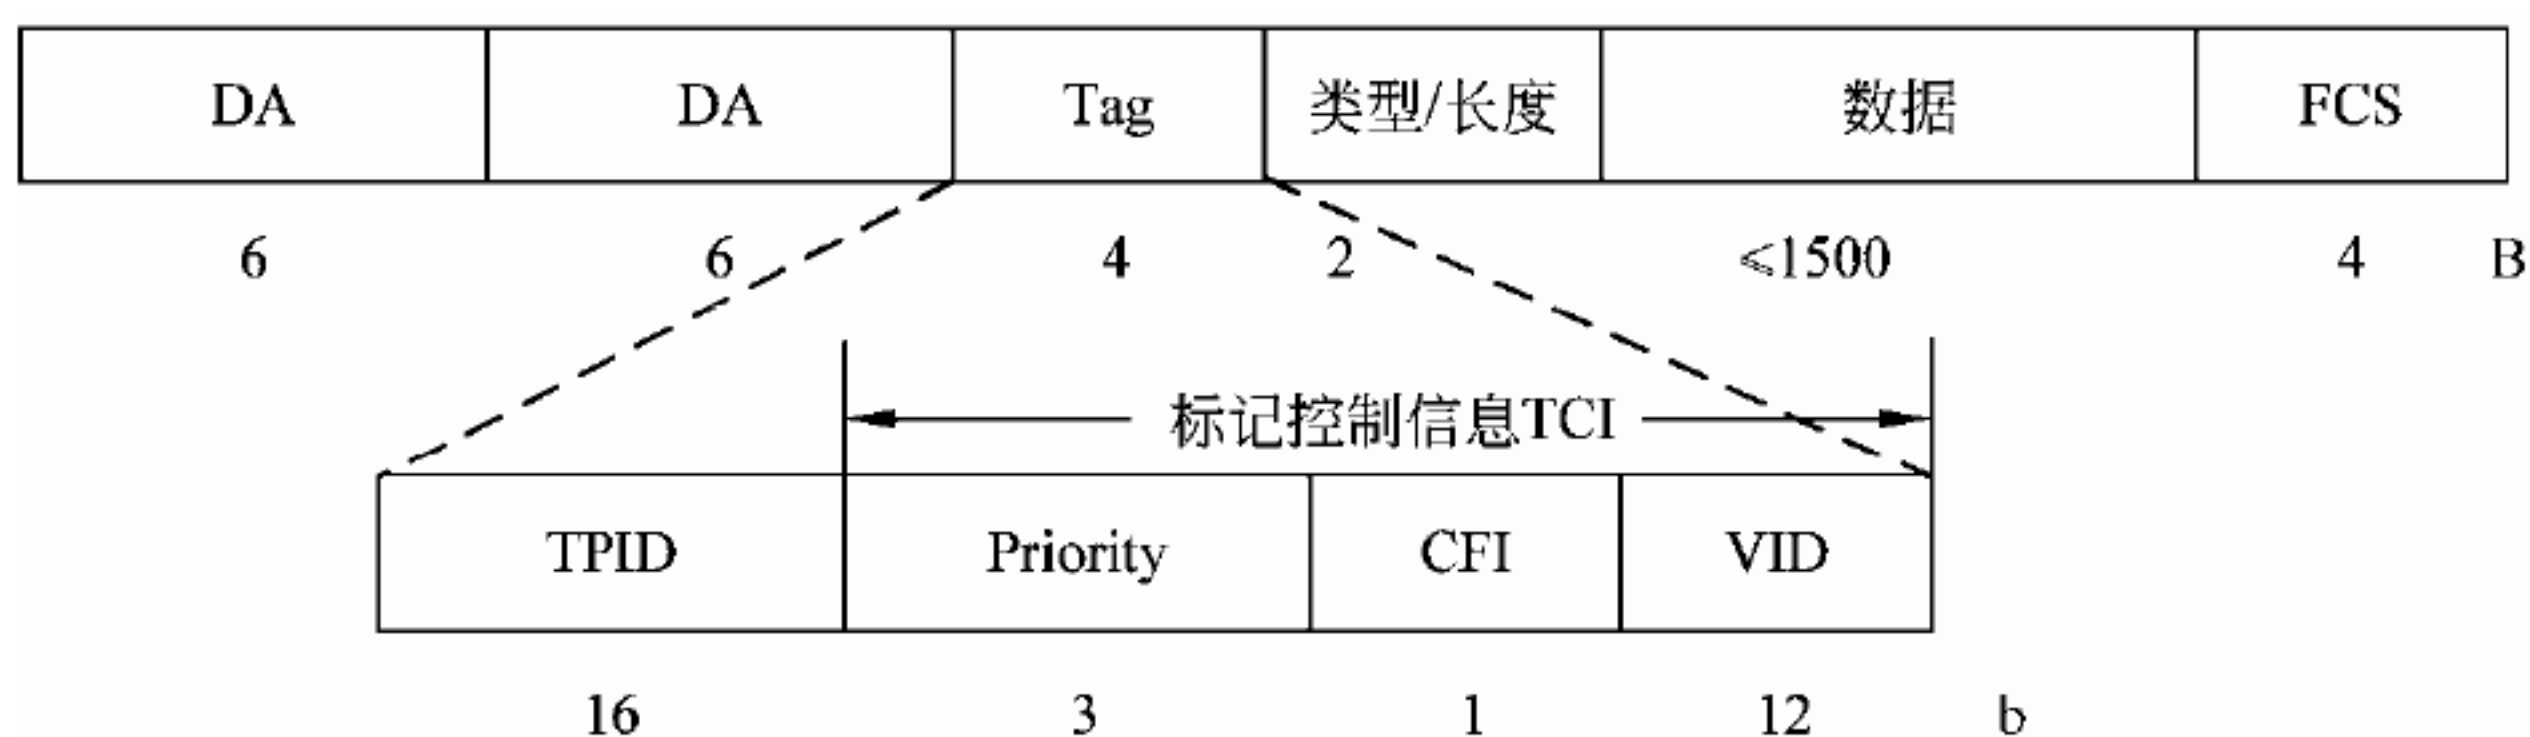 DA DA Tag 类型/长度 数据 FCS
6 6 4 2 ⩽1500 4 B
标记控制信息TCI
TPID Priority CFI VID
16 3 1 12 b